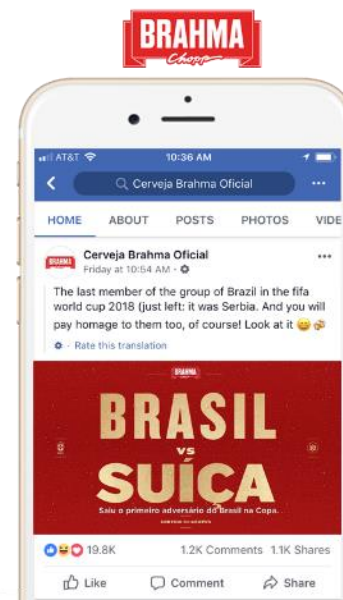 BRAHMA
Chopp
AT&T 10:36 AM
Cerveja Brahma Oficial
HOME ABOUT POSTS PHOTOS VIDE
BRAHMA
Cerveja Brahma Oficial
Friday at 10:54 AM
The last member of the group of Brazil in the fifa
world cup 2018 (just left: it was Serbia. And you will
pay homage to them too, of course! Look at it
Rate this translation
BRAHMA
BRASIL
VS
SUÍÇA
Saiu o primeiro adversário do Brasil na Copa.
19.8K 1.2K Comments 1.1K Shares
Like Comment Share